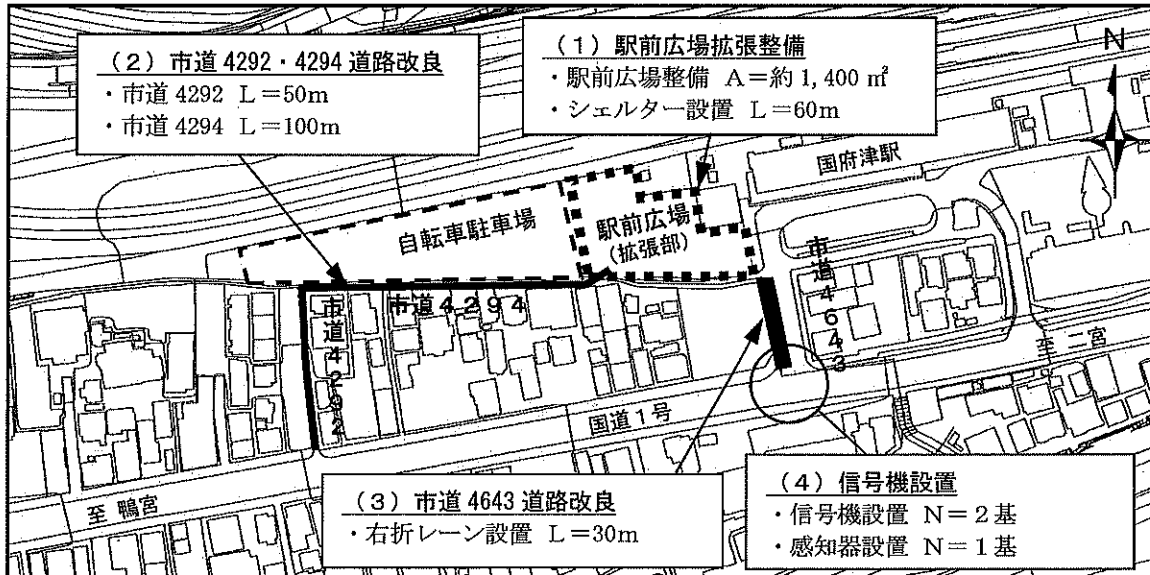 （2）市道 4292・4294 道路改良
・市道 4292 L＝50m
・市道 4294 L＝100m
（1）駅前広場拡張整備
・駅前広場整備 A＝約 1,400 ㎡
・シェルター設置 L＝60m
N
国府津駅
自転車駐車場
駅前広場
（拡張部）
市道4294
市道4292
市道4643
至 二宮
国道1号
至 鴨宮
（3）市道 4643 道路改良
・右折レーン設置 L＝30m
（4）信号機設置
・信号機設置 N＝2 基
・感知器設置 N＝1 基